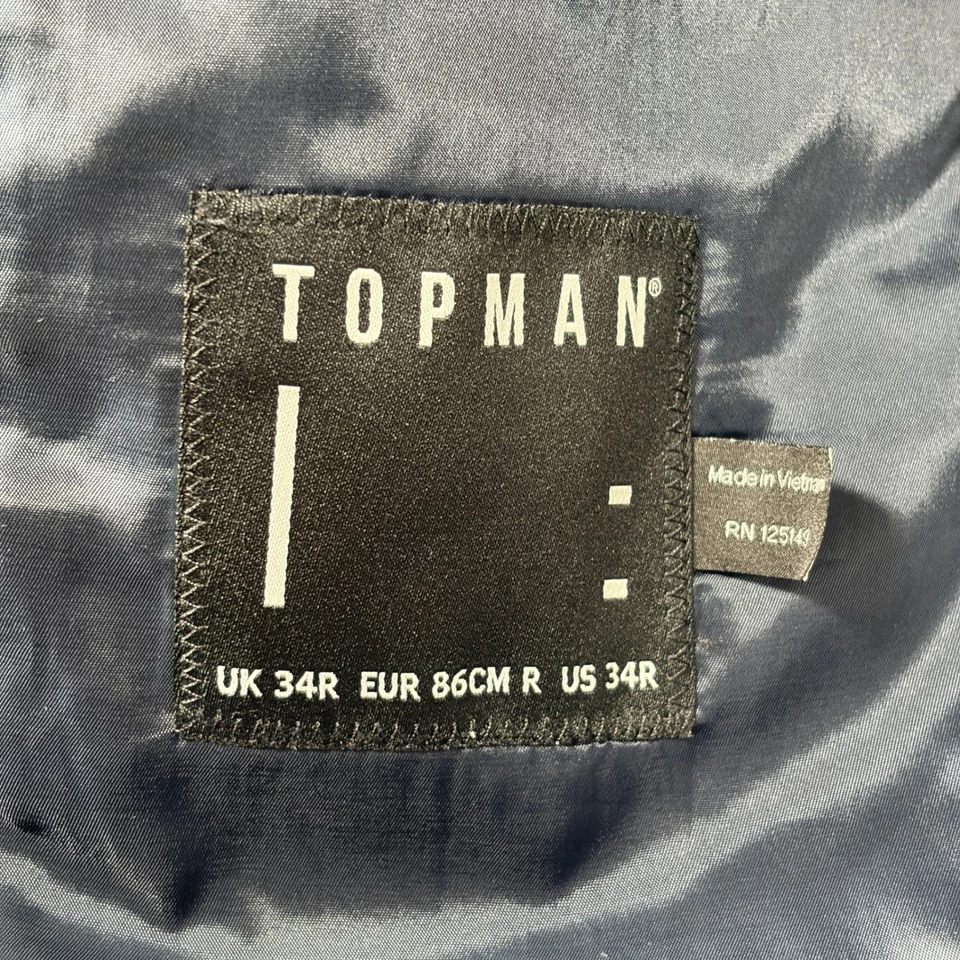 TOPMAN®
Made in Vietnam
RN 125149
UK 34R EUR 86CM R US 34R